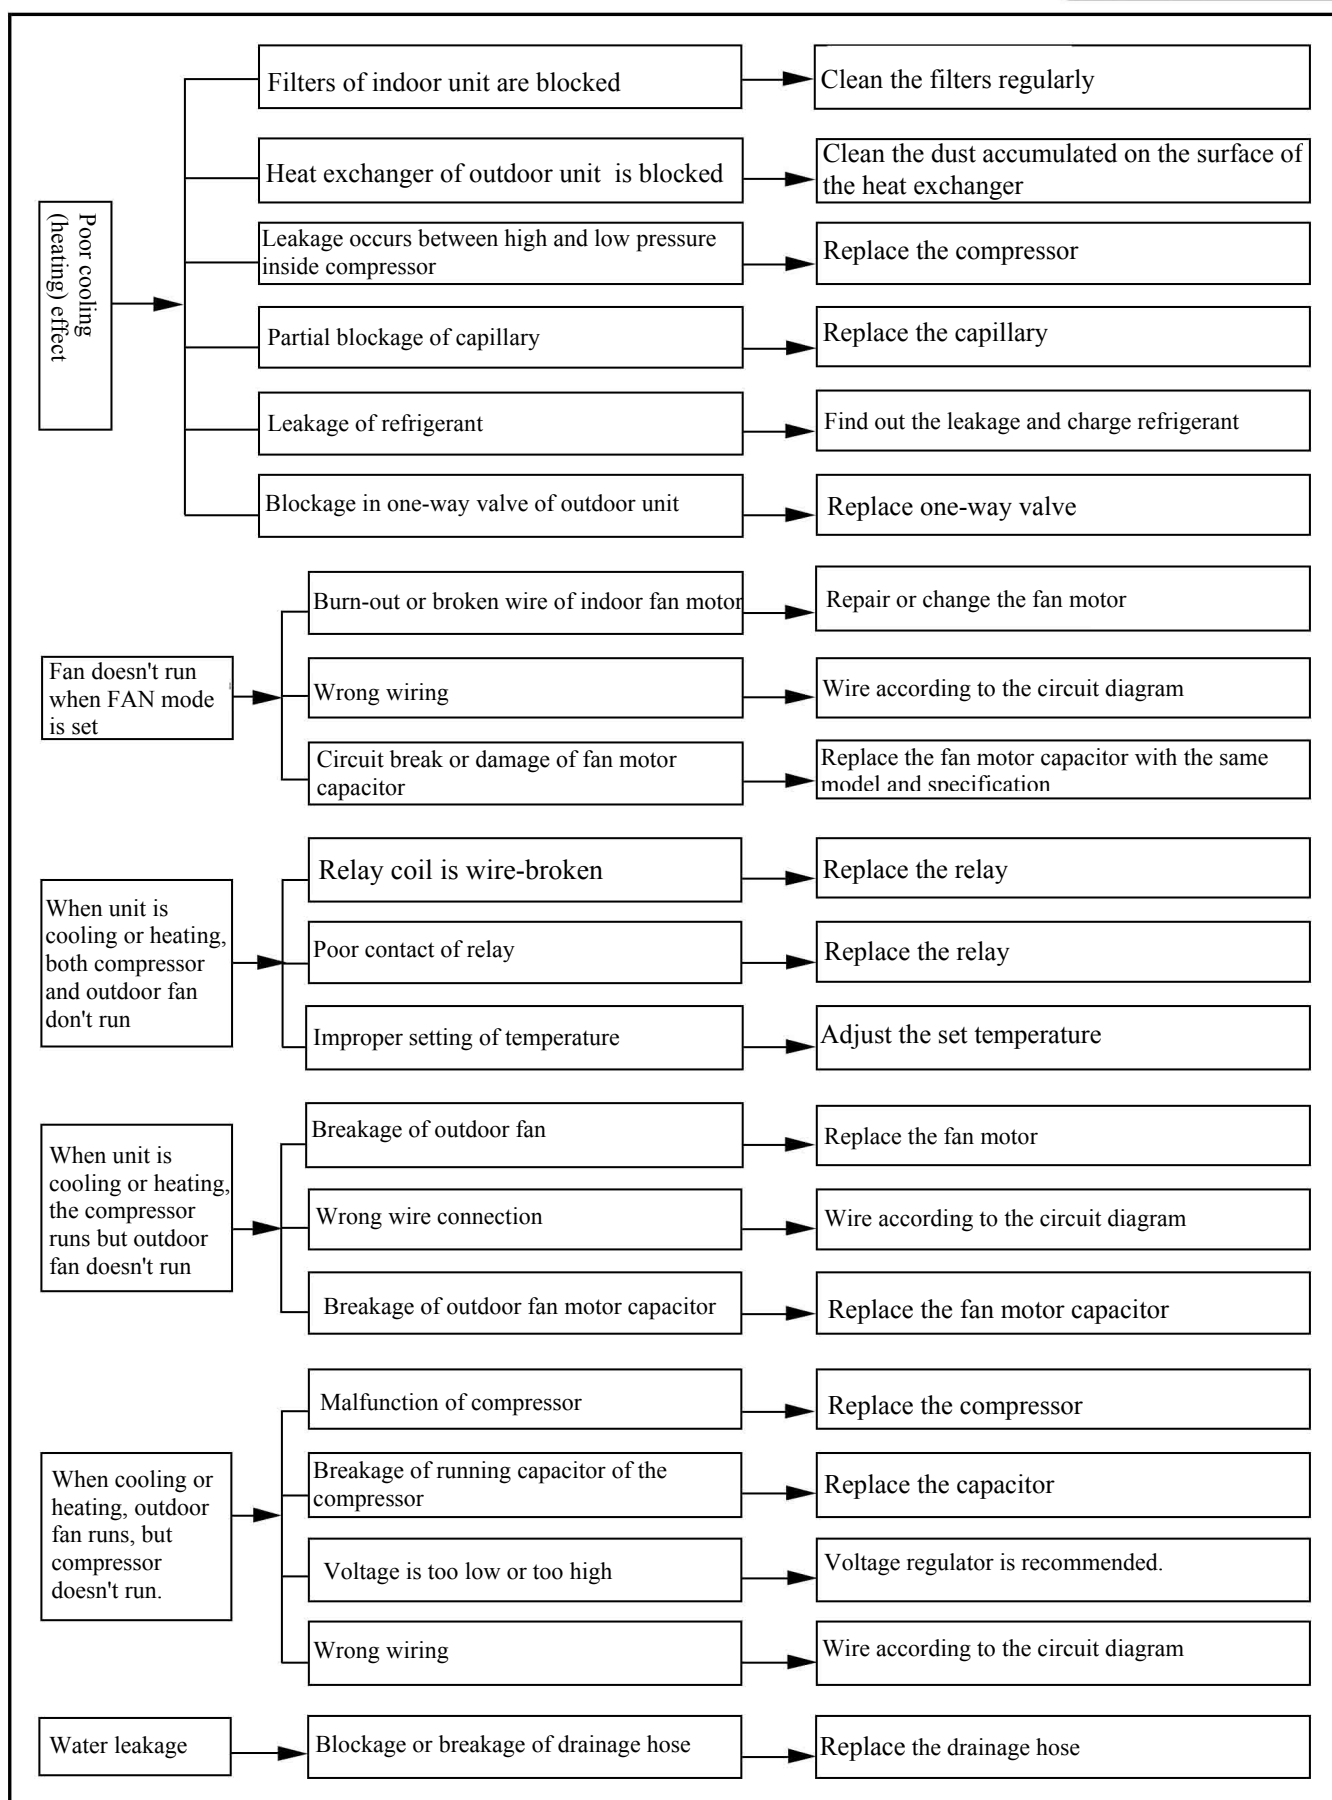 Poor cooling
(heating) effect
Filters of indoor unit are blocked
Clean the filters regularly
Heat exchanger of outdoor unit is blocked
Clean the dust accumulated on the surface of
the heat exchanger
Leakage occurs between high and low pressure
inside compressor
Replace the compressor
Partial blockage of capillary
Replace the capillary
Leakage of refrigerant
Find out the leakage and charge refrigerant
Blockage in one-way valve of outdoor unit
Replace one-way valve
Fan doesn't run
when FAN mode
is set
Burn-out or broken wire of indoor fan motor
Repair or change the fan motor
Wrong wiring
Wire according to the circuit diagram
Circuit break or damage of fan motor
capacitor
Replace the fan motor capacitor with the same
model and specification
When unit is
cooling or heating,
both compressor
and outdoor fan
don't run
Relay coil is wire-broken
Replace the relay
Poor contact of relay
Replace the relay
Improper setting of temperature
Adjust the set temperature
When unit is
cooling or heating,
the compressor
runs but outdoor
fan doesn't run
Breakage of outdoor fan
Replace the fan motor
Wrong wire connection
Wire according to the circuit diagram
Breakage of outdoor fan motor capacitor
Replace the fan motor capacitor
When cooling or
heating, outdoor
fan runs, but
compressor
doesn't run.
Malfunction of compressor
Replace the compressor
Breakage of running capacitor of the
compressor
Replace the capacitor
Voltage is too low or too high
Voltage regulator is recommended.
Wrong wiring
Wire according to the circuit diagram
Water leakage
Blockage or breakage of drainage hose
Replace the drainage hose